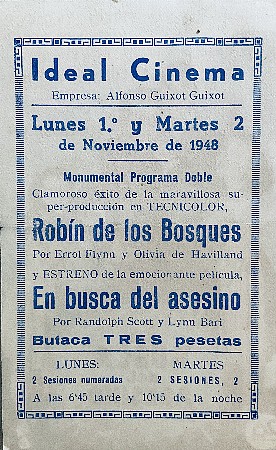 Ideal Cinema
Empresa: Alfonso Guixot Guixot
Lunes 1.º y Martes 2
de Noviembre de 1948
Monumental Programa Doble
Clamoroso éxito de la maravillosa su-
per-producción en TECNICOLOR,
Robín de los Bosques
Por Errol Flynn y Olivia de Havilland
y ESTRENO de la emocionante película,
En busca del asesino
Por Randolph Scott y Lynn Bari
Butaca TRES pesetas
LUNES: MARTES
2 Sesiones numeradas 2 SESIONES, 2
A las 6'45 tarde y 10'15 de la noche